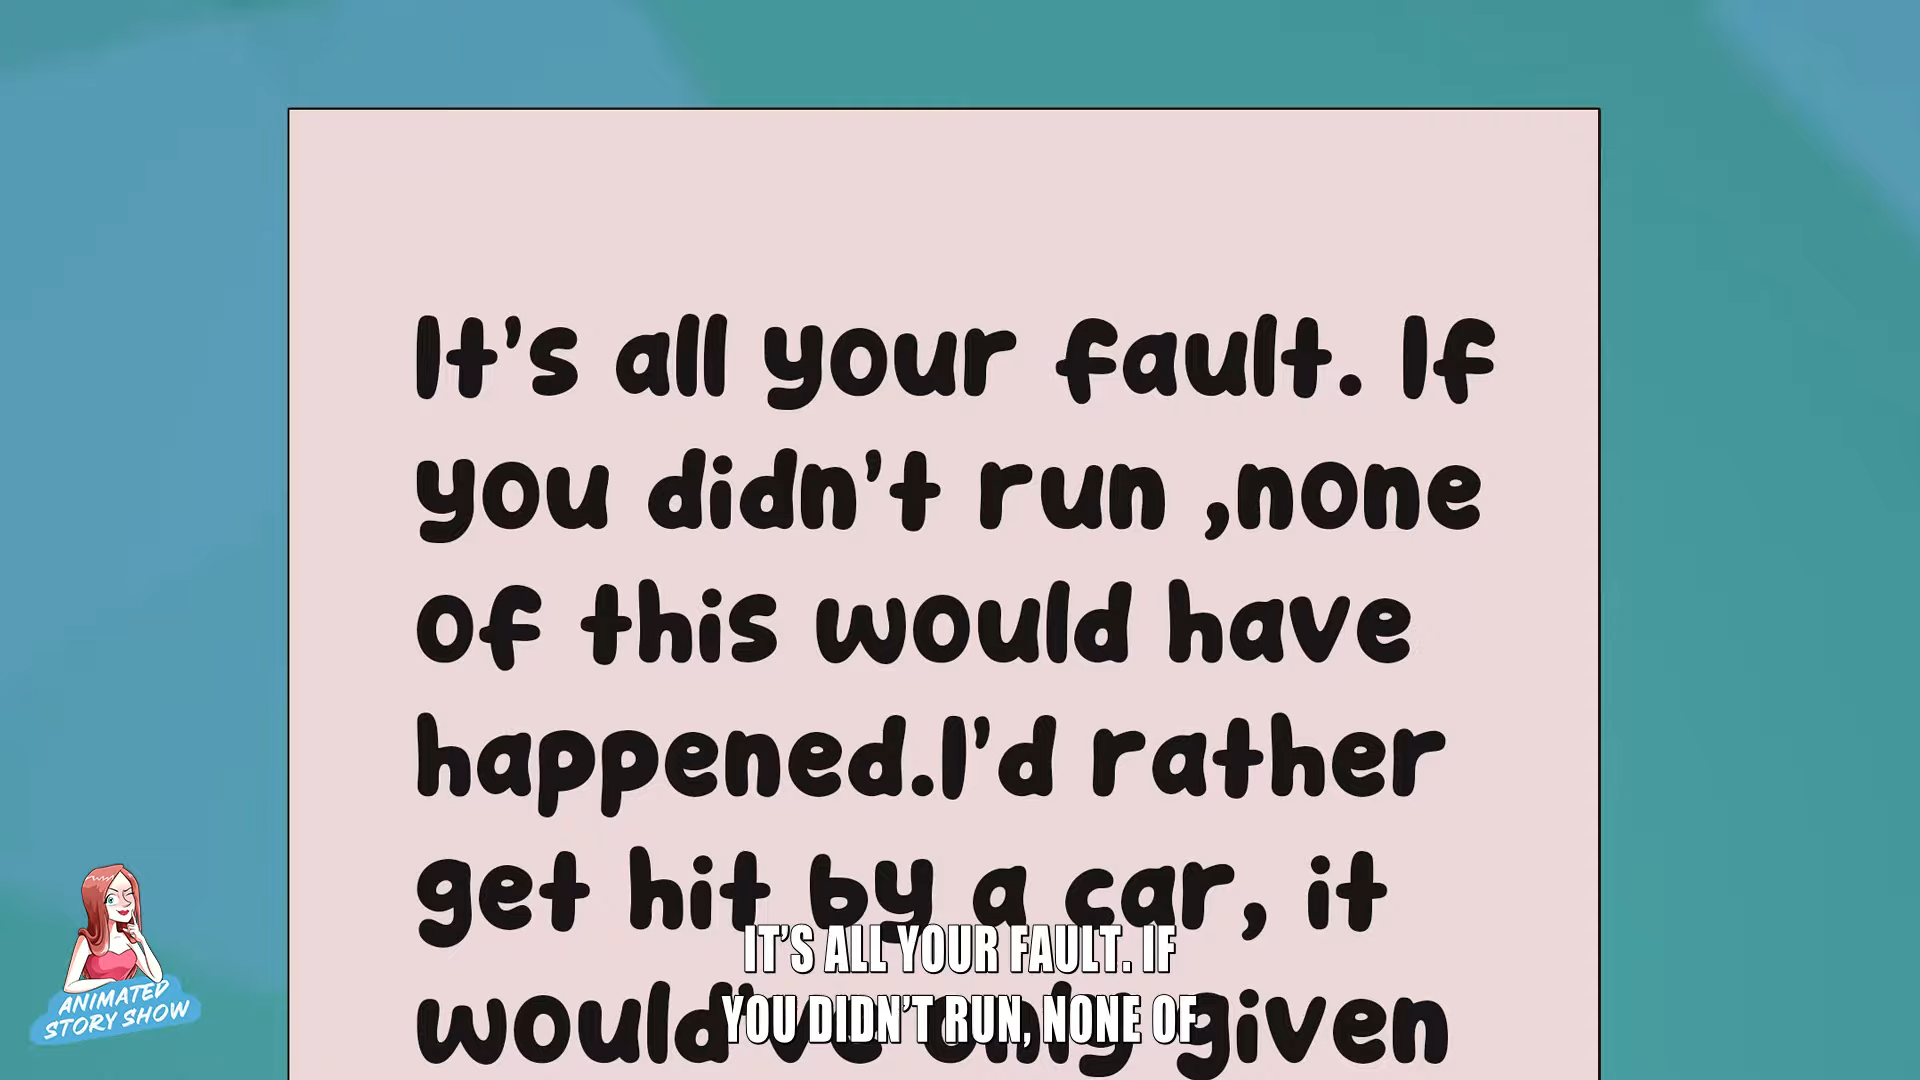 It's all your fault. If
you didn't run ,none
of this would have
happened.I'd rather
get hit by a car, it
would've only given
IT'S ALL YOUR FAULT. IF
YOU DIDN'T RUN, NONE OF
ANIMATED
STORY SHOW